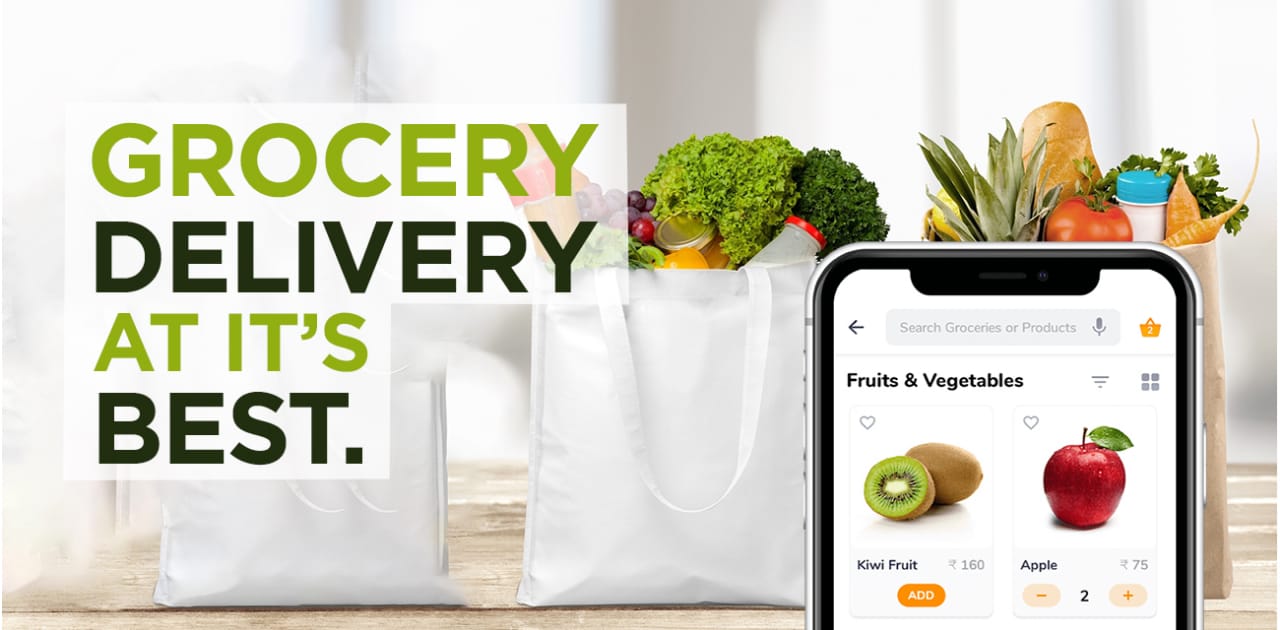 GROCERY
DELIVERY
AT IT'S
BEST.
Search Groceries or Products
2
Fruits & Vegetables
Kiwi Fruit ₹ 160
ADD
Apple ₹ 75
− 2 +